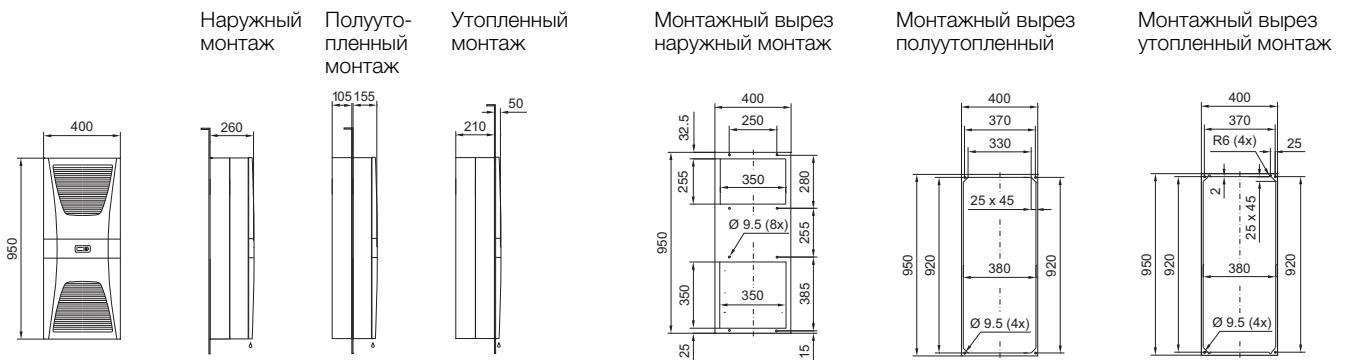 Наружный
монтаж
Полууто-
пленный
монтаж
Утопленный
монтаж
Монтажный вырез
наружный монтаж
Монтажный вырез
полуутопленный
Монтажный вырез
утопленный монтаж
400
950
260
105 155
50
210
400
250
32.5
255
350
280
Ø 9.5 (8x)
255
950
350
350
385
25
15
400
370
330
25 x 45
950
920
380
920
Ø 9.5 (4x)
400
370
R6 (4x)
25
2
25 x 45
950
920
380
920
Ø 9.5 (4x)